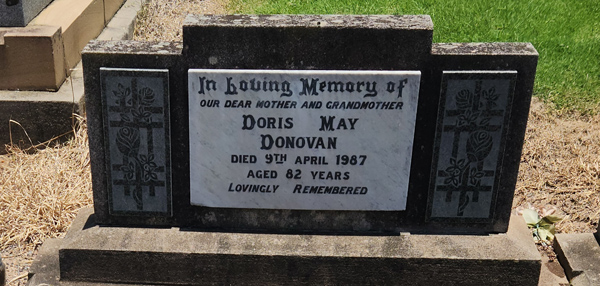 In Loving Memory of
OUR DEAR MOTHER AND GRANDMOTHER
DORIS MAY
DONOVAN
DIED 9TH APRIL 1987
AGED 82 YEARS
LOVINGLY REMEMBERED